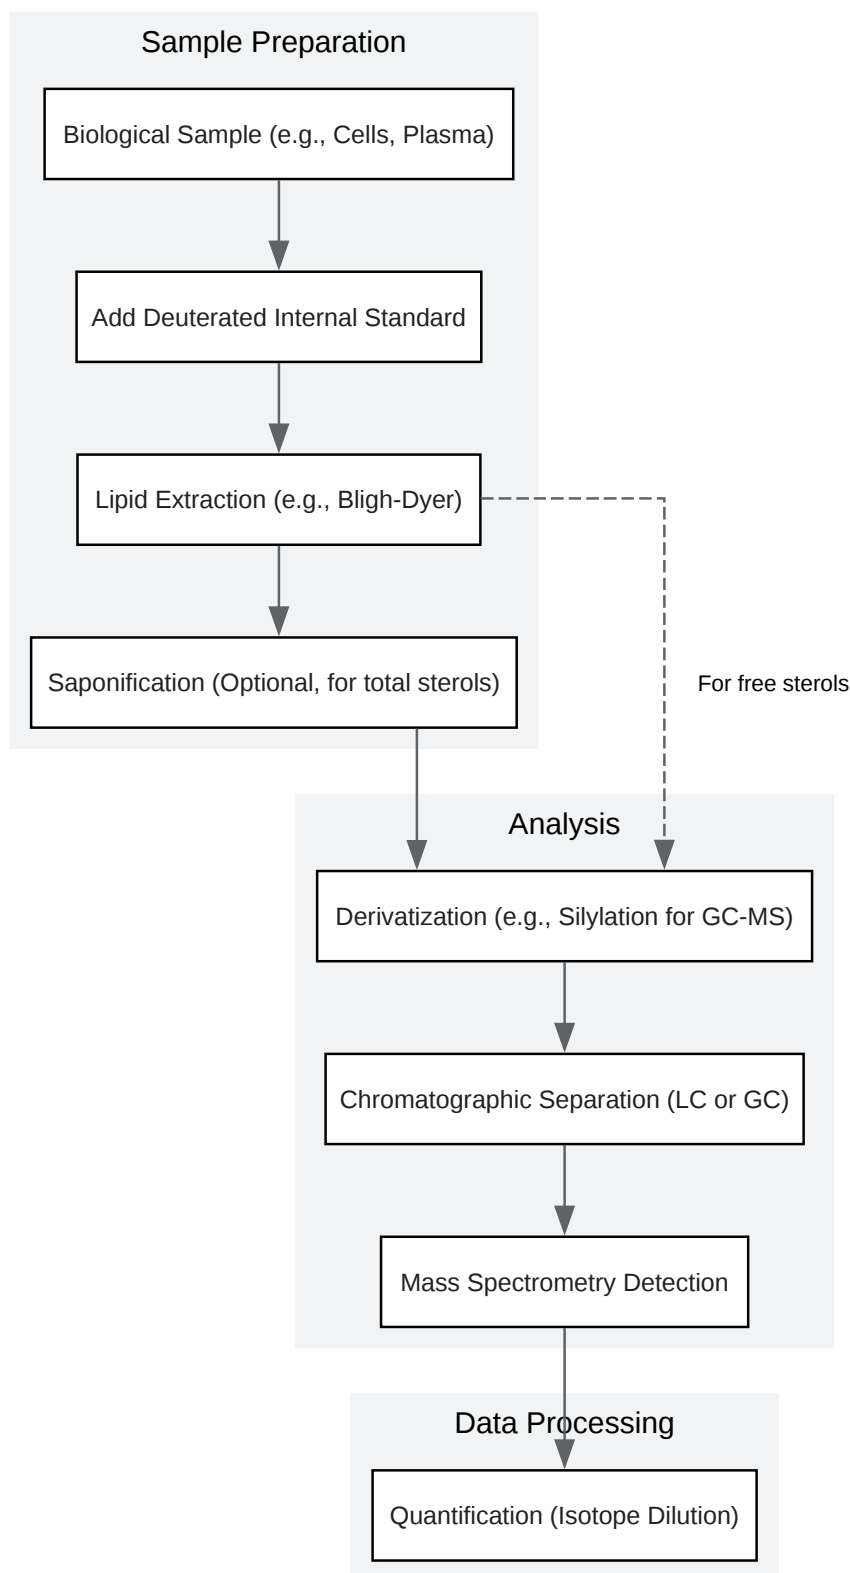 Sample Preparation
Biological Sample (e.g., Cells, Plasma)
Add Deuterated Internal Standard
Lipid Extraction (e.g., Bligh-Dyer)
Saponification (Optional, for total sterols)
For free sterols
Analysis
Derivatization (e.g., Silylation for GC-MS)
Chromatographic Separation (LC or GC)
Mass Spectrometry Detection
Data Processing
Quantification (Isotope Dilution)